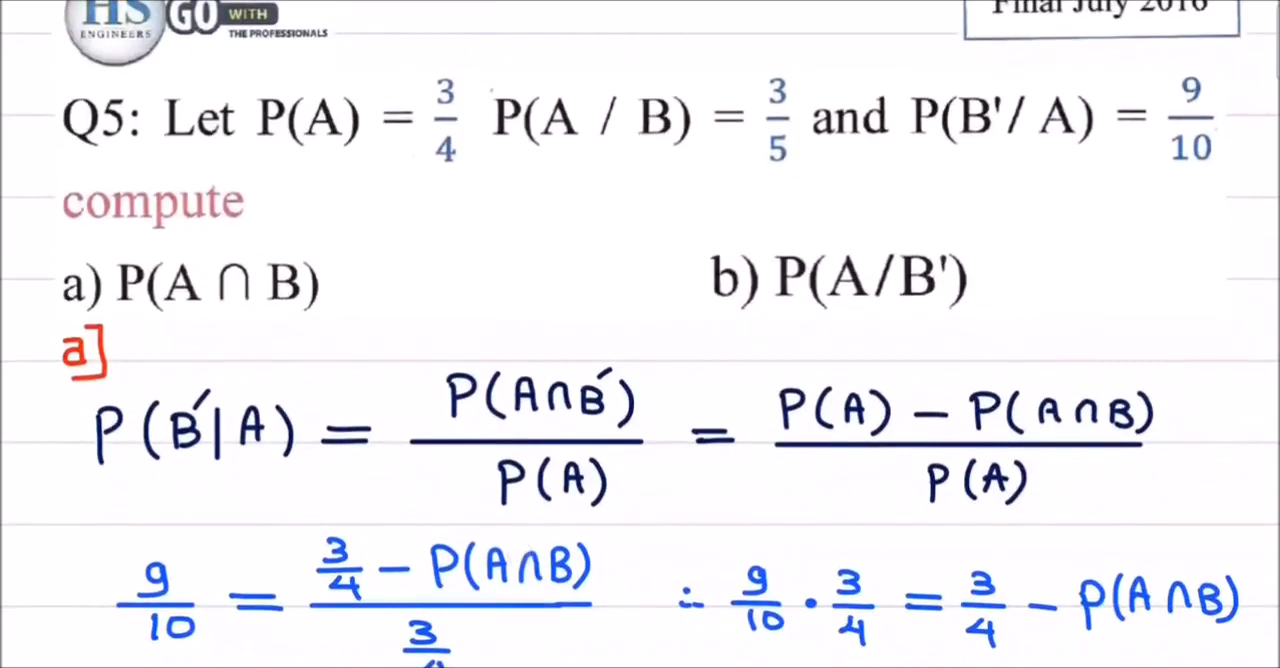 HS GO WITH
ENGINEERS THE PROFESSIONALS
Final July 2016
Q5: Let P(A) = 3/4 P(A / B) = 3/5 and P(B'/ A) = 9/10
compute
a) P(A ∩ B) b) P(A/B')
a]
P(B́|A) = P(A∩B́)/P(A) = P(A) − P(A∩B)/P(A)
9/10 = 3/4 − P(A∩B)/3/4 ∴ 9/10 · 3/4 = 3/4 − P(A∩B)